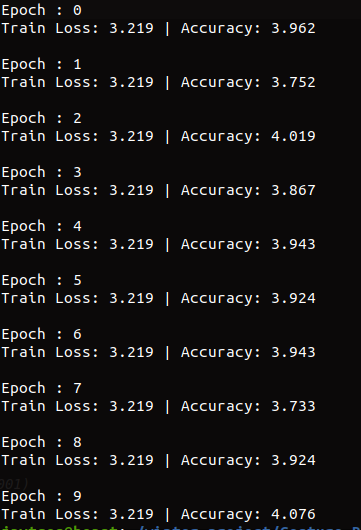 Epoch : 0
Train Loss: 3.219 | Accuracy: 3.962
Epoch : 1
Train Loss: 3.219 | Accuracy: 3.752
Epoch : 2
Train Loss: 3.219 | Accuracy: 4.019
Epoch : 3
Train Loss: 3.219 | Accuracy: 3.867
Epoch : 4
Train Loss: 3.219 | Accuracy: 3.943
Epoch : 5
Train Loss: 3.219 | Accuracy: 3.924
Epoch : 6
Train Loss: 3.219 | Accuracy: 3.943
Epoch : 7
Train Loss: 3.219 | Accuracy: 3.733
Epoch : 8
Train Loss: 3.219 | Accuracy: 3.924
Epoch : 9
Train Loss: 3.219 | Accuracy: 4.076